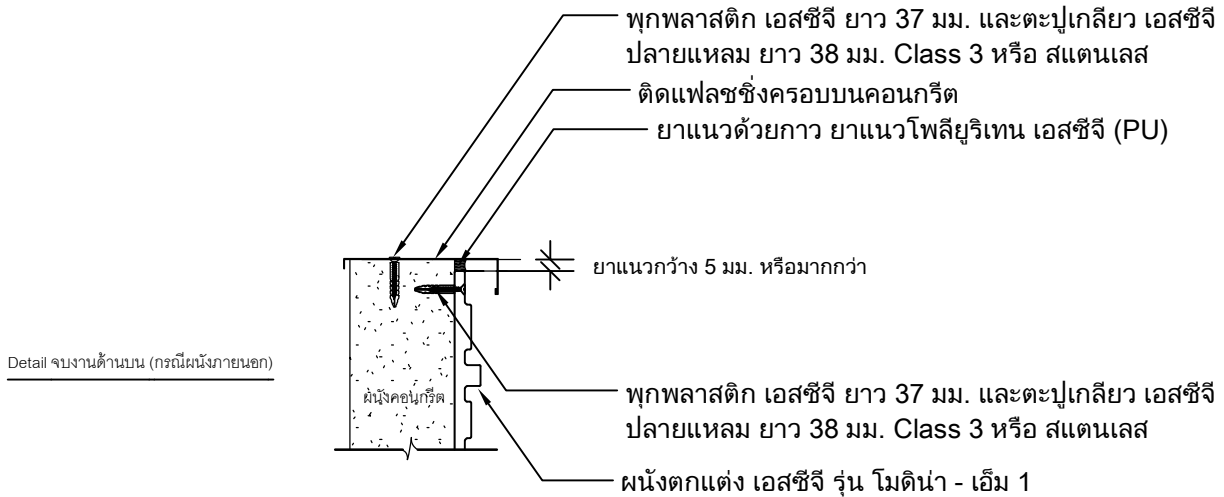 พุกพลาสติก เอสซีจี ยาว 37 มม. และตะปูเกลียว เอสซีจี
ปลายแหลม ยาว 38 มม. Class 3 หรือ สแตนเลส
ติดแฟลชชิ่งครอบบนคอนกรีต
ยาแนวด้วยกาว ยาแนวโพลียูริเทน เอสซีจี (PU)
ยาแนวกว้าง 5 มม. หรือมากกว่า
Detail จบงานด้านบน (กรณีผนังภายนอก)
ผนังคอนกรีต
พุกพลาสติก เอสซีจี ยาว 37 มม. และตะปูเกลียว เอสซีจี
ปลายแหลม ยาว 38 มม. Class 3 หรือ สแตนเลส
ผนังตกแต่ง เอสซีจี รุ่น โมดิน่า - เอ็ม 1